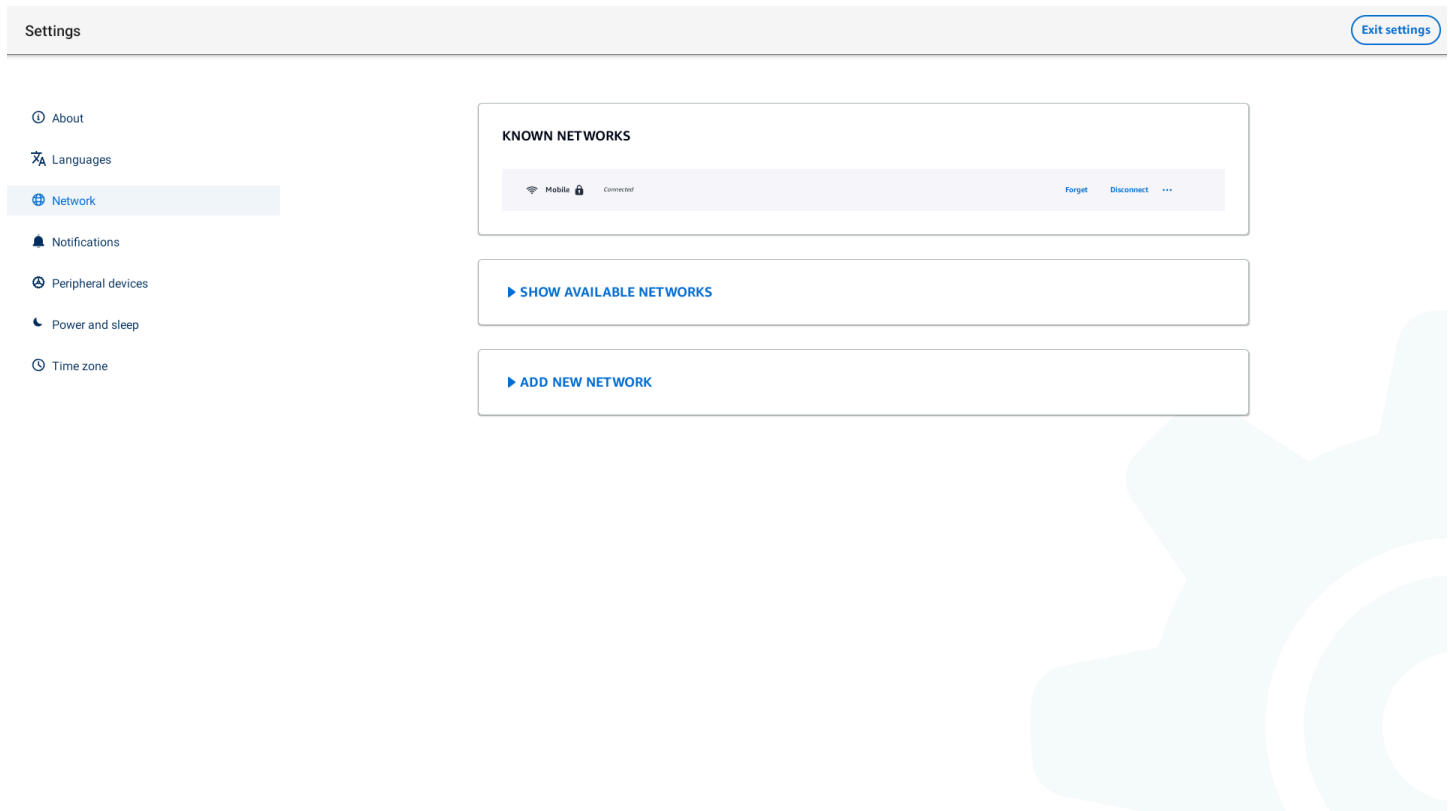 Settings
Exit settings
About
Languages
Network
Notifications
Peripheral devices
Power and sleep
Time zone
KNOWN NETWORKS
Mobile Connected Forget Disconnect ...
SHOW AVAILABLE NETWORKS
ADD NEW NETWORK